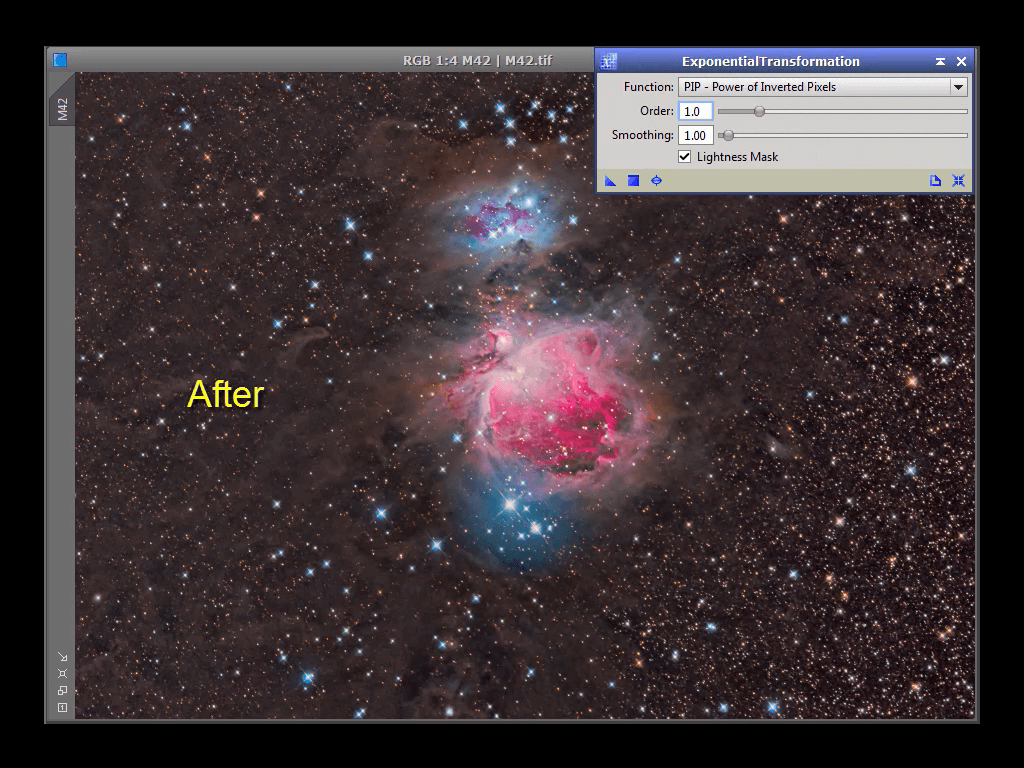 RGB 1:4 M42 | M42.tif
M42
ExponentialTransformation
Function: PIP - Power of Inverted Pixels
Order: 1.0
Smoothing: 1.00
Lightness Mask
After